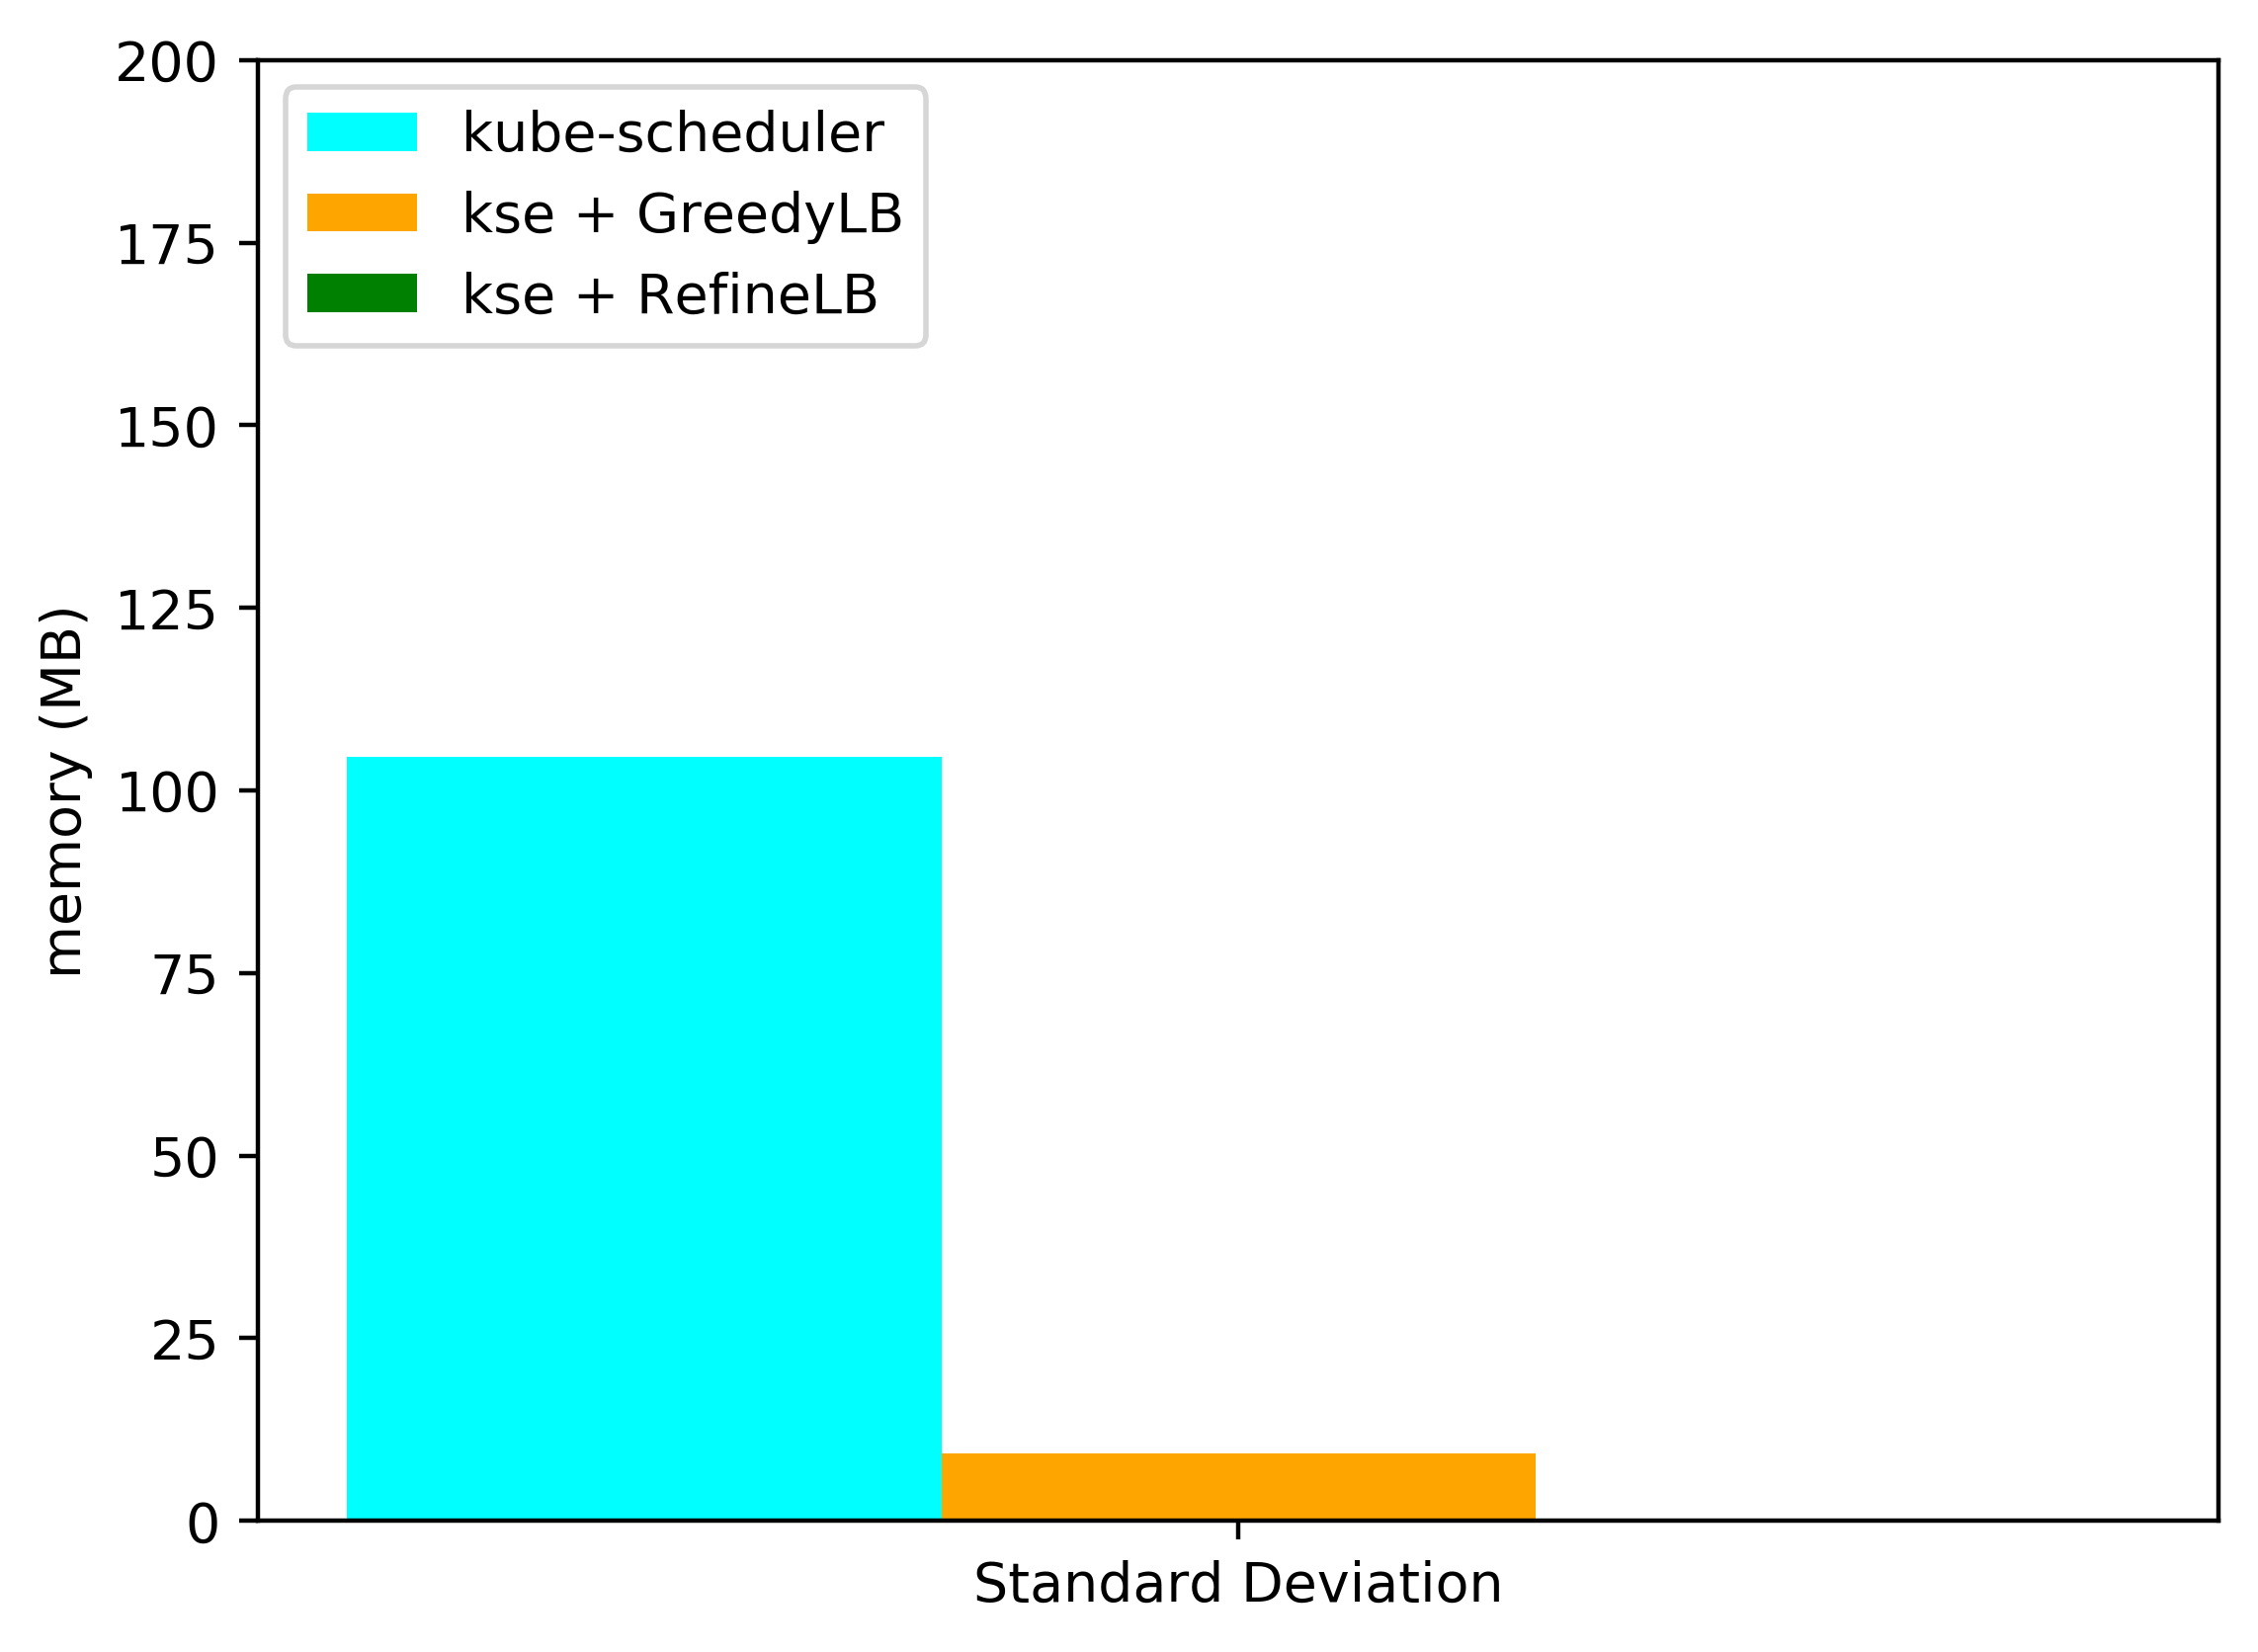 200
175
150
125
100
75
50
25
0
memory (MB)
kube-scheduler
kse + GreedyLB
kse + RefineLB
Standard Deviation